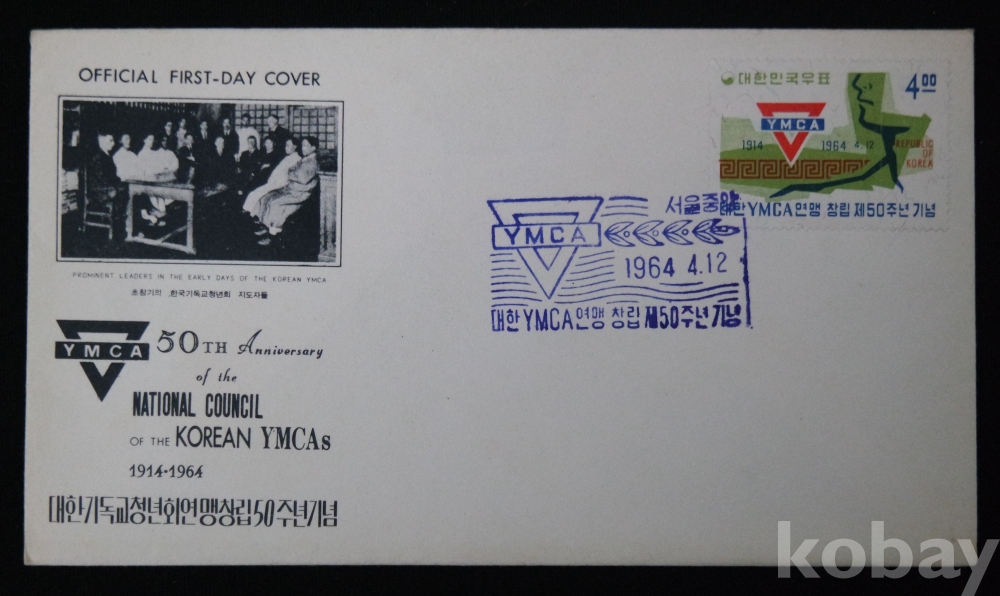 OFFICIAL FIRST-DAY COVER
PROMINENT LEADERS IN THE EARLY DAYS OF THE KOREAN YMCA
초창기의 한국기독교청년회 지도자들
YMCA 50TH Anniversary
of the
NATIONAL COUNCIL
OF THE KOREAN YMCAs
1914·1964
대한기독교청년회연맹창립50주년기념
서울중앙
YMCA
1964 4.12
대한YMCA연맹 창립 제50주년기념
대한민국우표
4 00
YMCA
1914 1964 4.12
REPUBLIC
OF
KOREA
대한YMCA연맹 창립 제50주년기념
kobay